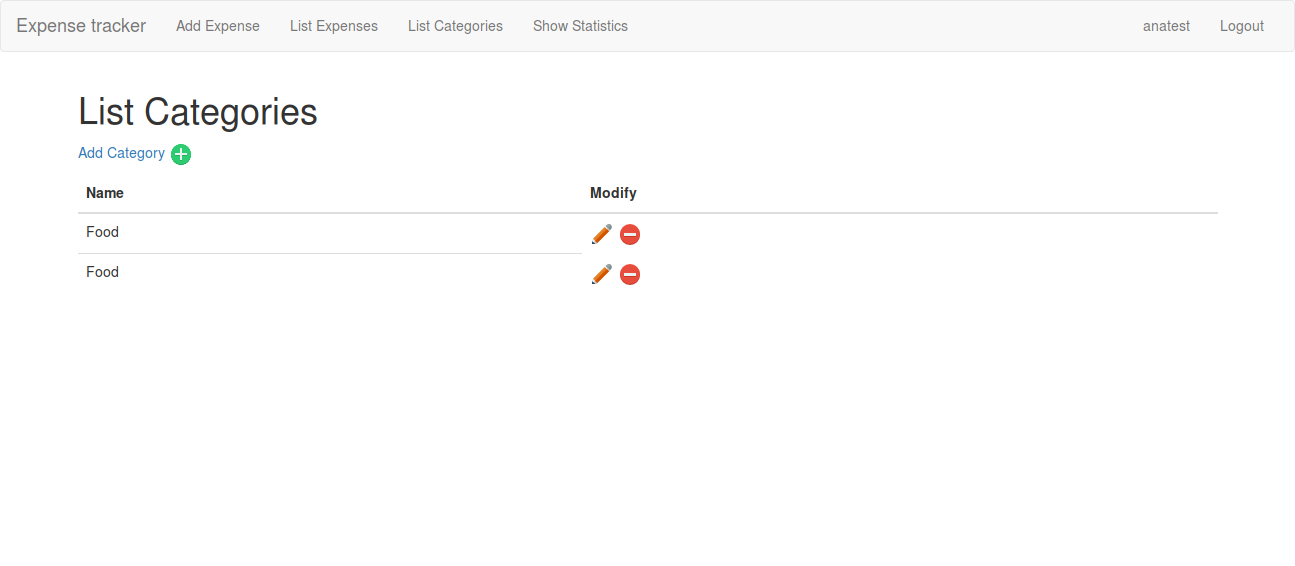 Expense tracker Add Expense List Expenses List Categories Show Statistics anatest Logout
List Categories
Add Category
Name Modify
Food
Food